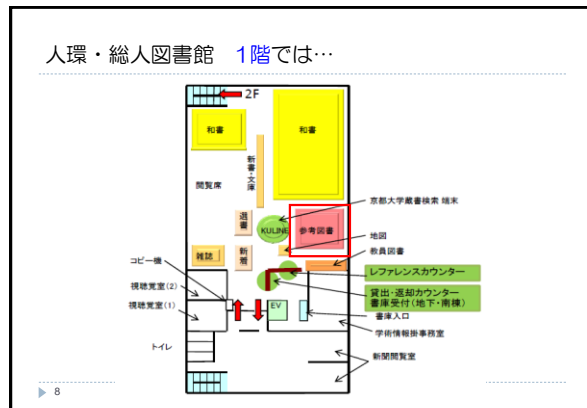 人環・総人図書館　1階では…
2F
和書
和書
新書・文庫
閲覧席
京都大学蔵書検索 端末
選書
KULINE
参考図書
地図
雑誌
新着
教員図書
コピー機
レファレンスカウンター
視聴覚室(2)
貸出・返却カウンター
書庫受付(地下・南棟)
視聴覚室(1)
EV
書庫入口
学術情報掛事務室
トイレ
新聞閲覧室
8